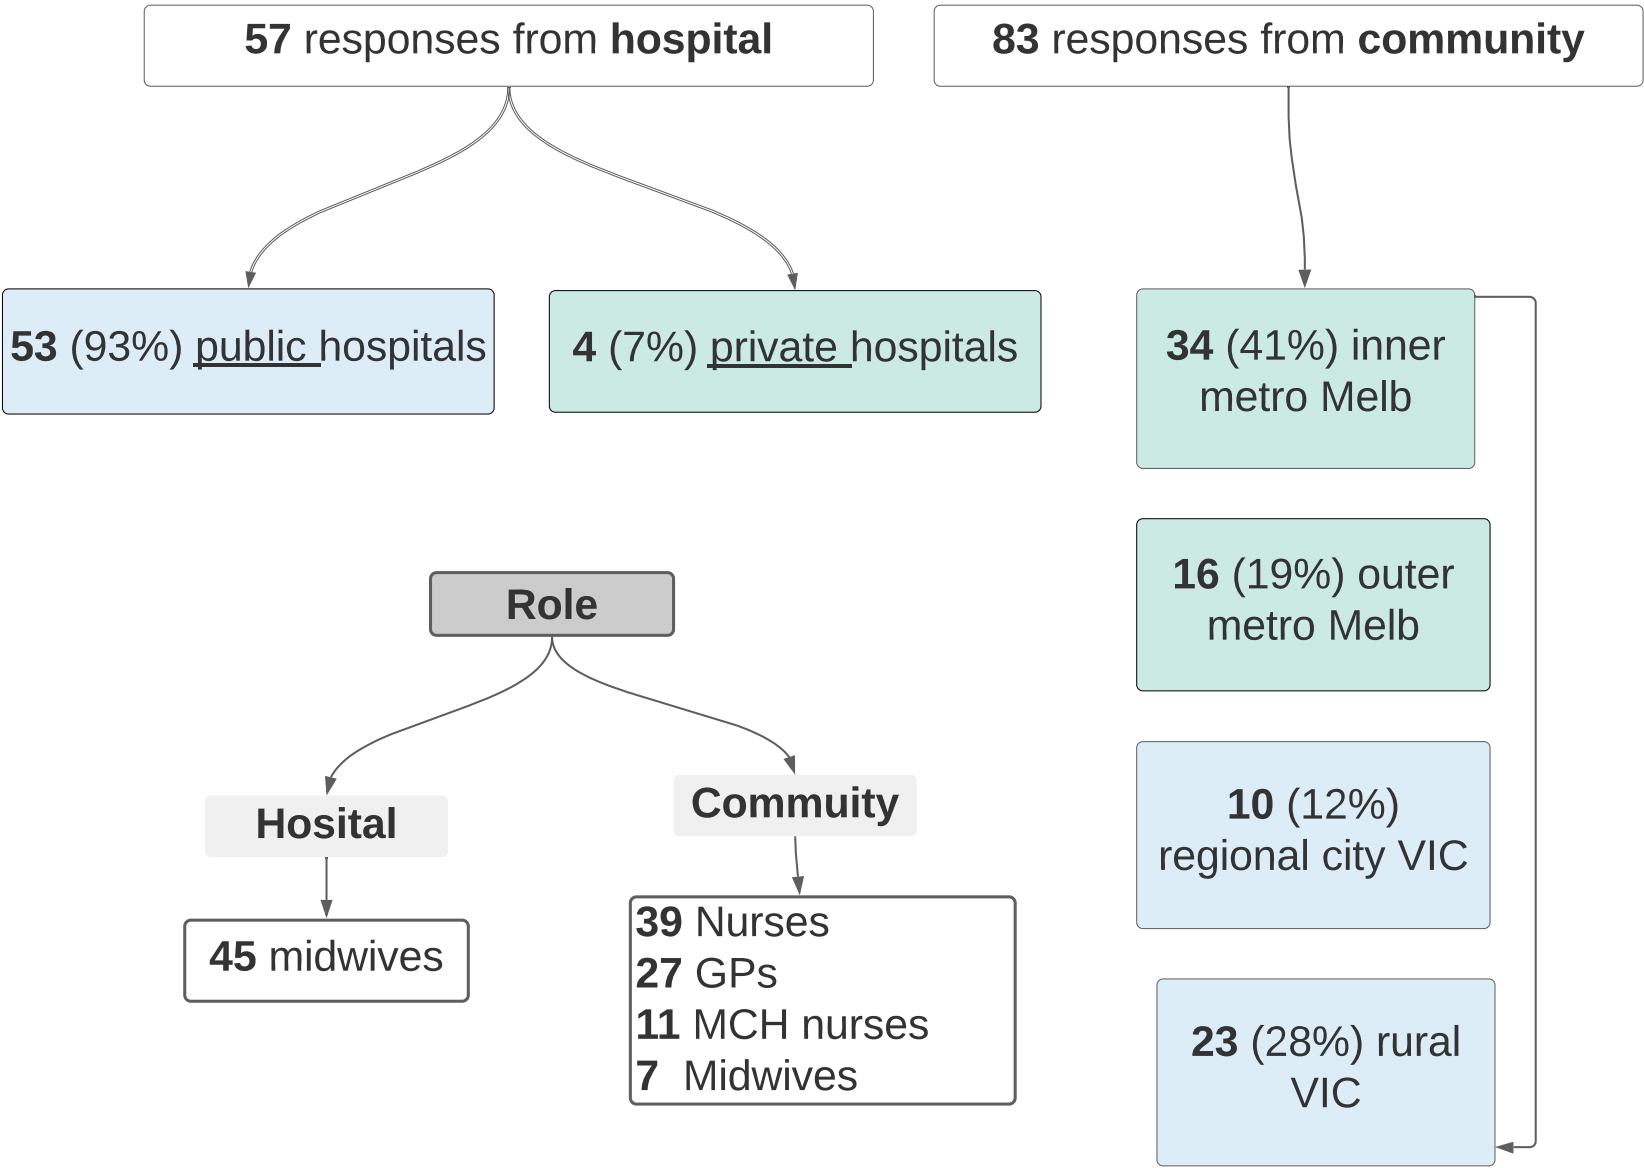 57 responses from hospital
83 responses from community
53 (93%) public hospitals
4 (7%) private hospitals
34 (41%) inner
metro Melb
16 (19%) outer
metro Melb
10 (12%)
regional city VIC
23 (28%) rural
VIC
Role
Hosital
45 midwives
Commuity
39 Nurses
27 GPs
11 MCH nurses
7 Midwives